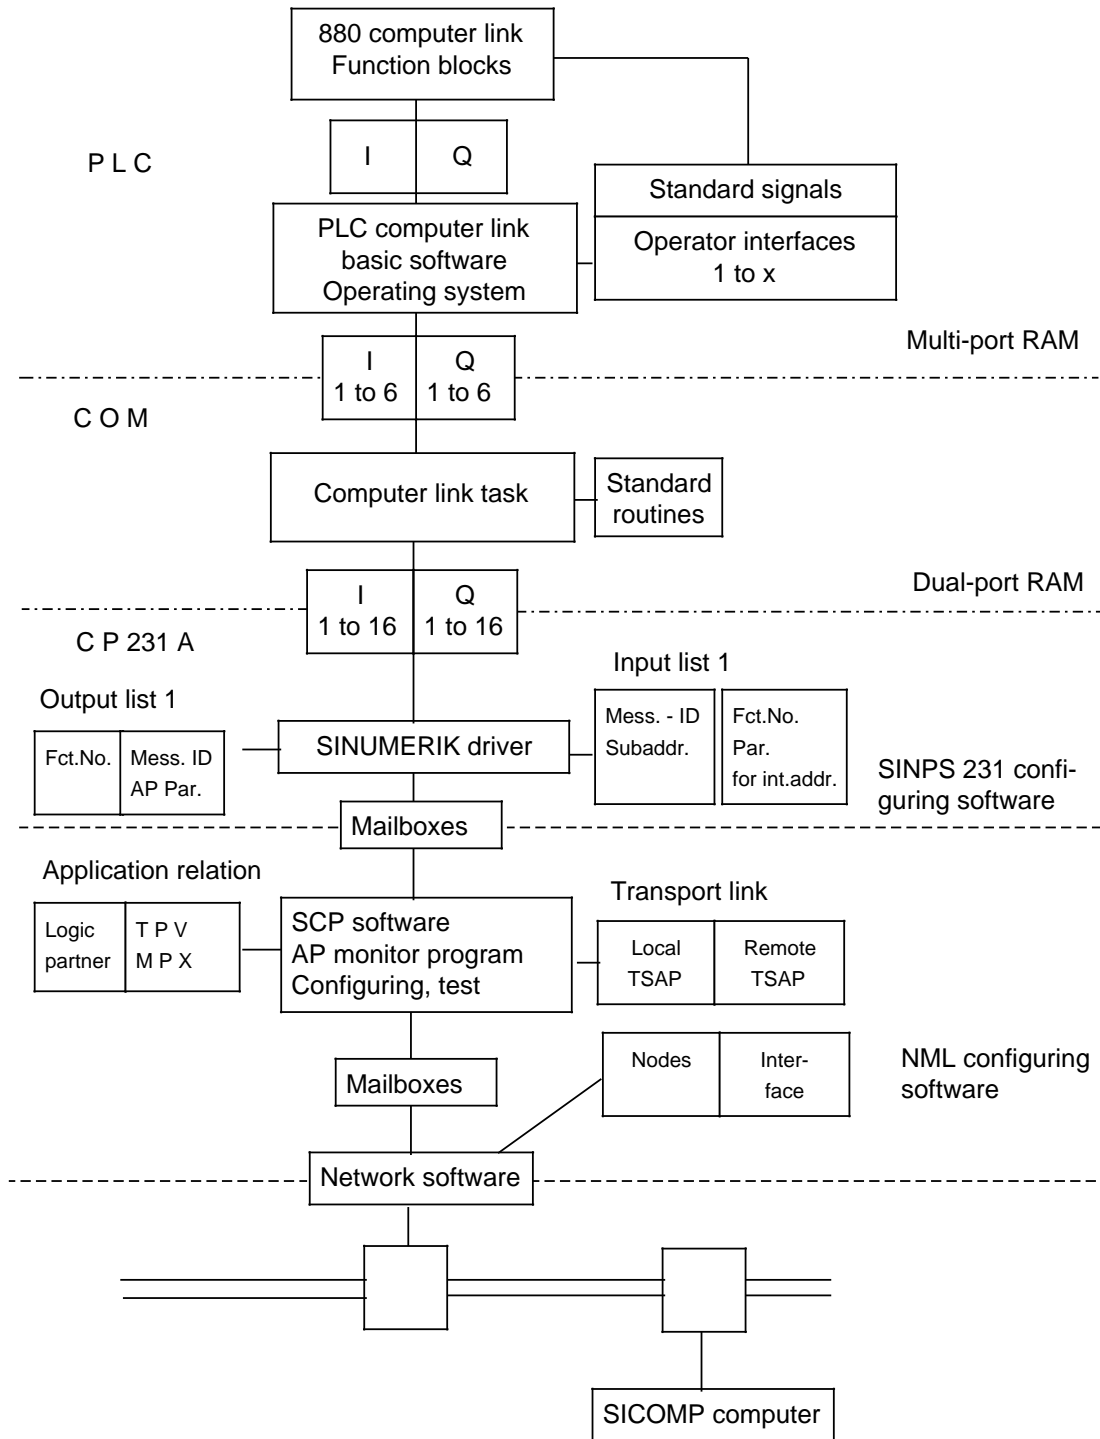 880 computer link
Function blocks
P L C
I
Q
Standard signals
PLC computer link
basic software
Operating system
Operator interfaces
1 to x
Multi-port RAM
I
1 to 6
Q
1 to 6
C O M
Computer link task
Standard
routines
Dual-port RAM
I
1 to 16
Q
1 to 16
C P 231 A
Input list 1
Output list 1
Fct.No.
Mess. ID
AP Par.
SINUMERIK driver
Mess. - ID
Subaddr.
Fct.No.
Par.
for int.addr.
SINPS 231 confi-
guring software
Mailboxes
Application relation
Transport link
Logic
partner
T P V
M P X
SCP software
AP monitor program
Configuring, test
Local
TSAP
Remote
TSAP
Nodes
Inter-
face
NML configuring
software
Mailboxes
Network software
SICOMP computer